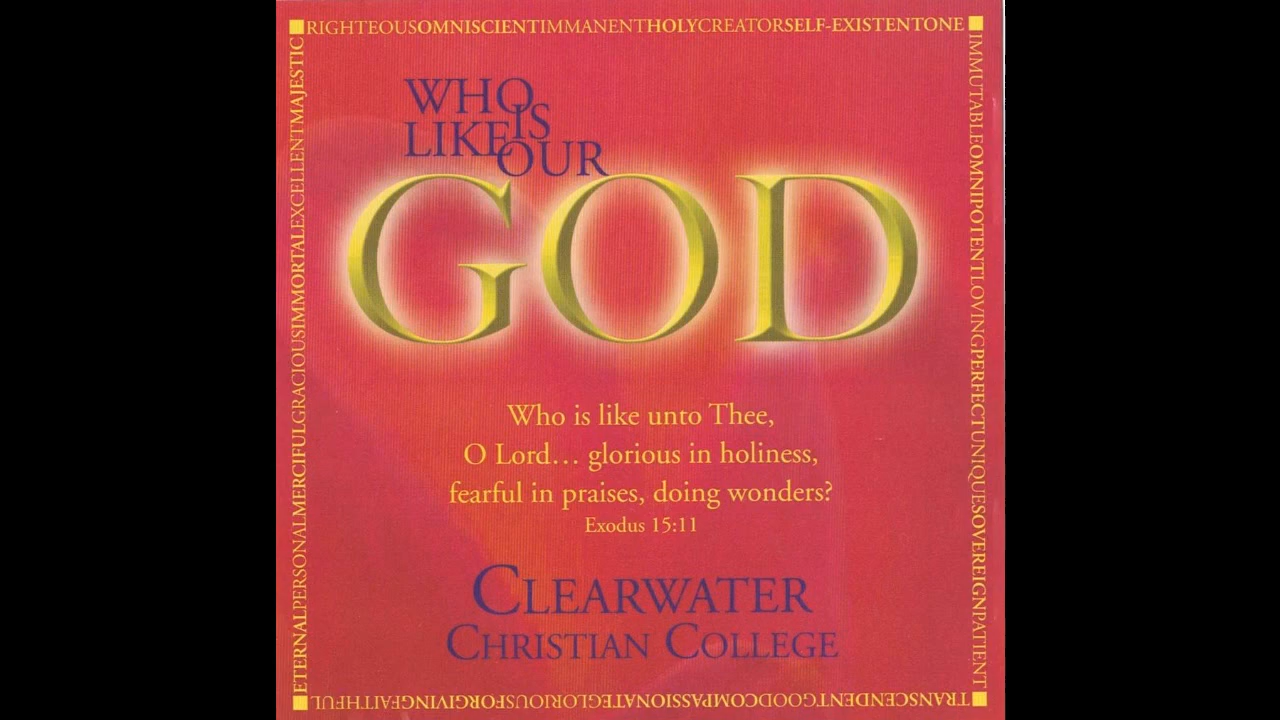 RIGHTEOUSOMNISCIENTIMMANENTHOLYCREATORSELF-EXISTENTONE
IMMUTABLEOMNIPOTENTLOVINGPERFECTUNIQUESOVEREIGNPATIENT
TRANSCENDENTGOODCOMPASSIONATEGLORIOUSFORGIVINGFAITHFUL
ETERNALPERSONALMERCIFULGRACIOUSIMMORTALEXCELLENTMAJESTIC
WHO
IS
LIKE
OUR
GOD
Who is like unto Thee,
O Lord… glorious in holiness,
fearful in praises, doing wonders?
Exodus 15:11
CLEARWATER
CHRISTIAN COLLEGE